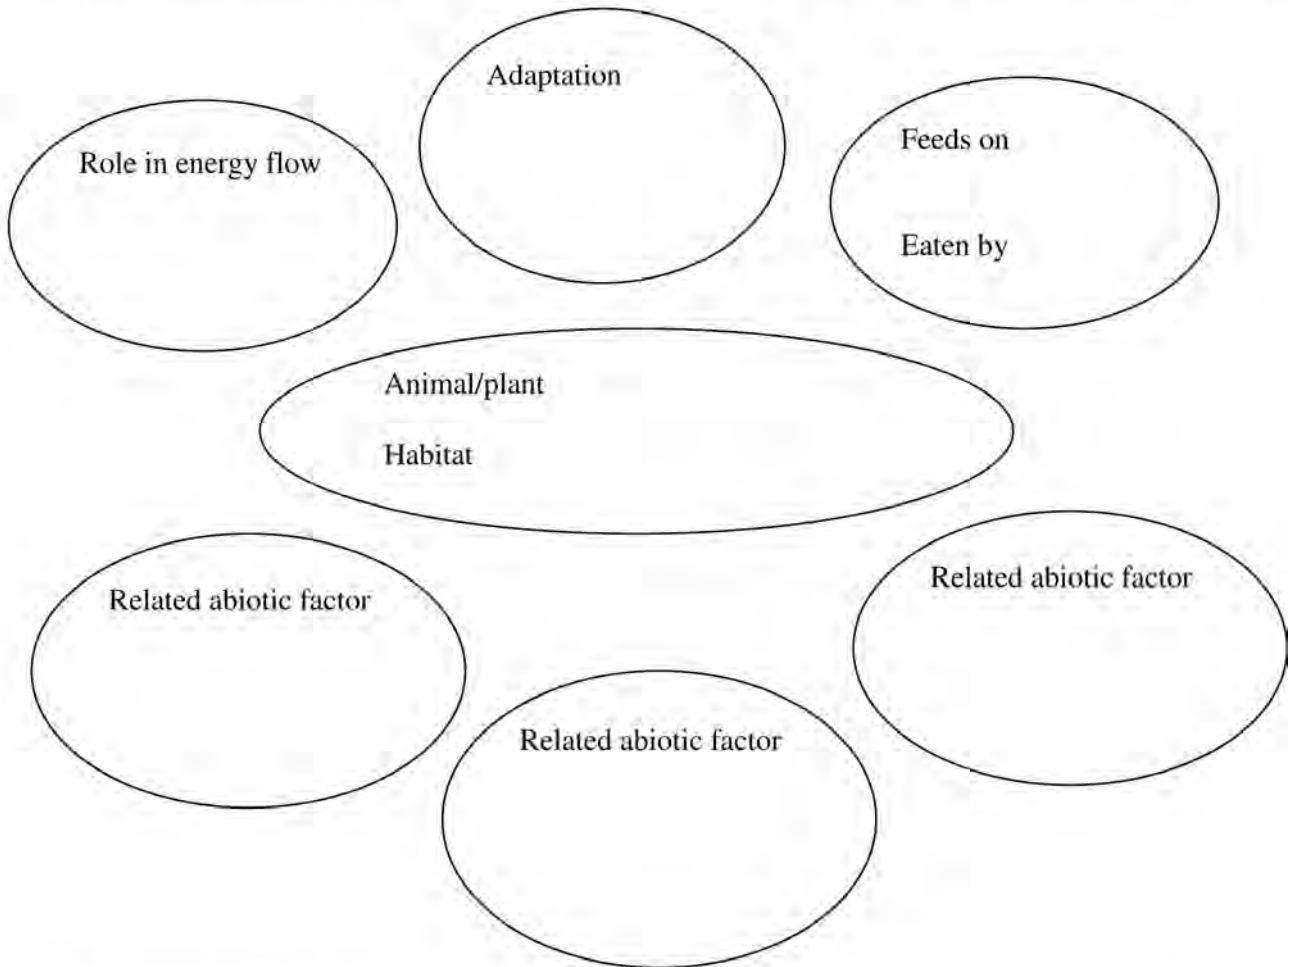 Adaptation
Role in energy flow
Feeds on
Eaten by
Animal/plant
Habitat
Related abiotic factor
Related abiotic factor
Related abiotic factor